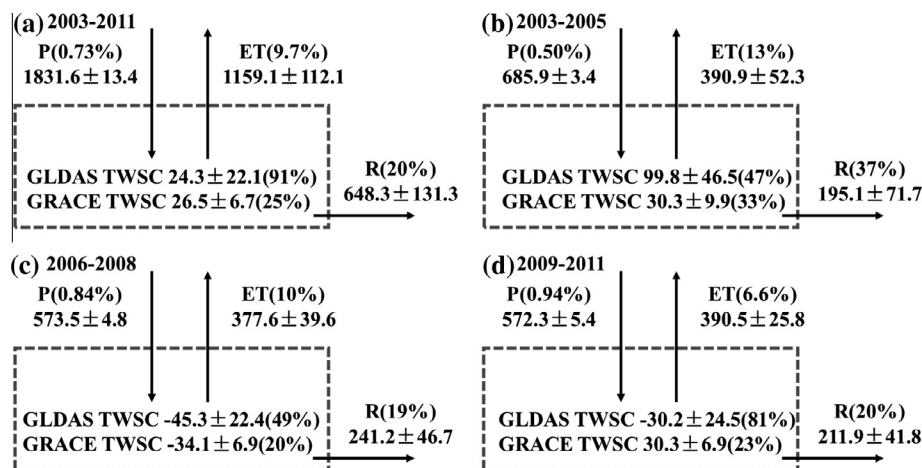 (a) 2003-2011
P(0.73%) ET(9.7%)
1831.6±13.4 1159.1±112.1
GLDAS TWSC 24.3±22.1(91%)
GRACE TWSC 26.5±6.7(25%)
R(20%)
648.3±131.3
(b) 2003-2005
P(0.50%) ET(13%)
685.9±3.4 390.9±52.3
GLDAS TWSC 99.8±46.5(47%)
GRACE TWSC 30.3±9.9(33%)
R(37%)
195.1±71.7
(c) 2006-2008
P(0.84%) ET(10%)
573.5±4.8 377.6±39.6
GLDAS TWSC -45.3±22.4(49%)
GRACE TWSC -34.1±6.9(20%)
R(19%)
241.2±46.7
(d) 2009-2011
P(0.94%) ET(6.6%)
572.3±5.4 390.5±25.8
GLDAS TWSC -30.2±24.5(81%)
GRACE TWSC 30.3±6.9(23%)
R(20%)
211.9±41.8